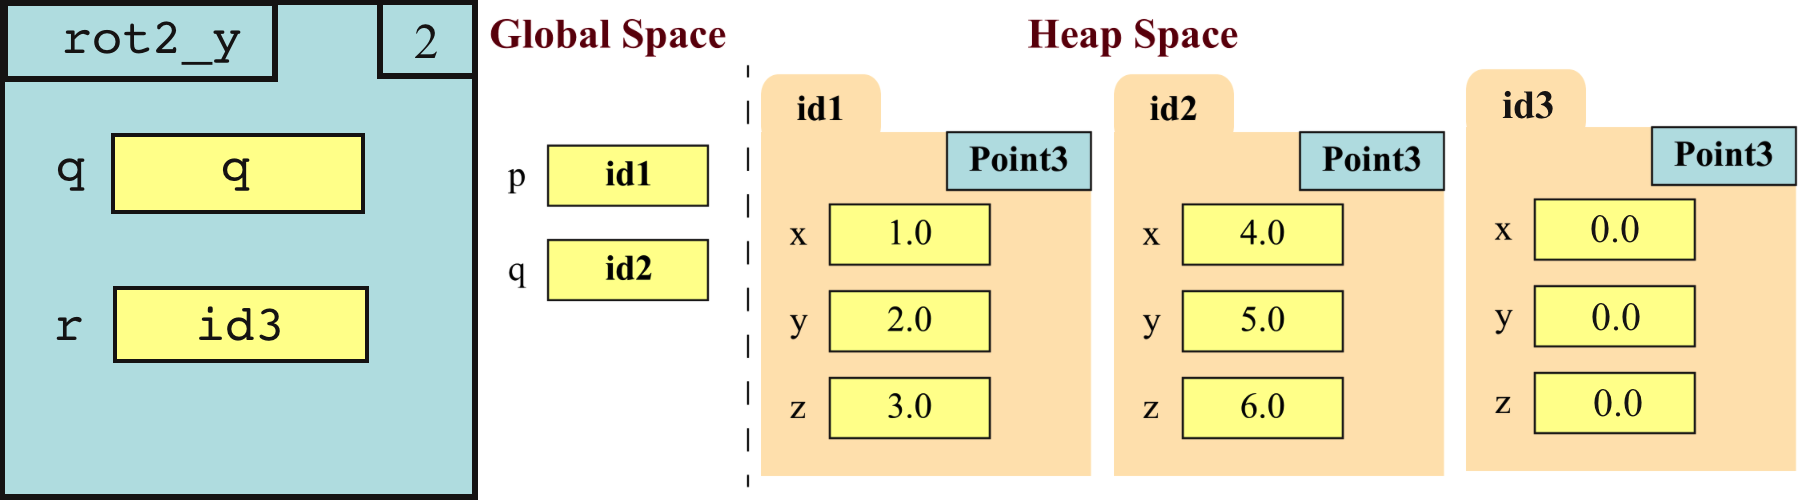 rot2_y 2
q q
r id3
Global Space
p id1
q id2
Heap Space
id1
Point3
x 1.0
y 2.0
z 3.0
id2
Point3
x 4.0
y 5.0
z 6.0
id3
Point3
x 0.0
y 0.0
z 0.0